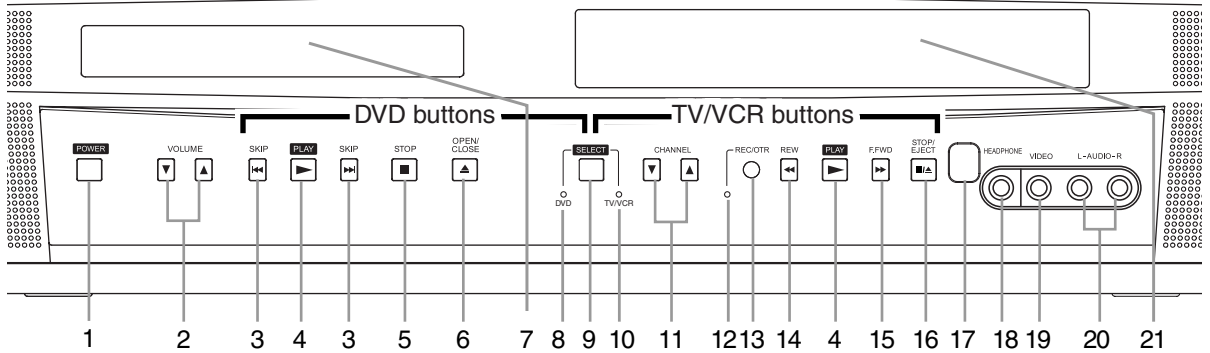 DVD buttons TV/VCR buttons
POWER VOLUME SKIP PLAY SKIP STOP OPEN/
CLOSE SELECT CHANNEL REC/OTR REW PLAY F.FWD STOP/
EJECT HEADPHONE VIDEO L-AUDIO-R
DVD TV/VCR
1 2 3 4 3 5 6 7 8 9 10 11 12 13 14 4 15 16 17 18 19 20 21